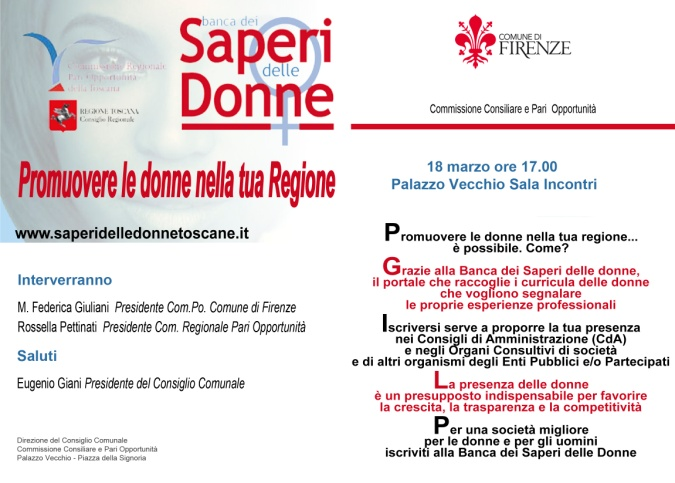 banca dei
Saperi
delle
Donne
Commissione Regionale
Pari Opportunità
della Toscana
REGIONE TOSCANA
Consiglio Regionale
Promuovere le donne nella tua Regione
www.saperidelledonnetoscane.it
Interverranno
M. Federica Giuliani Presidente Com.Po. Comune di Firenze
Rossella Pettinati Presidente Com. Regionale Pari Opportunità
Saluti
Eugenio Giani Presidente del Consiglio Comunale
Direzione del Consiglio Comunale
Commissione Consiliare e Pari Opportunità
Palazzo Vecchio - Piazza della Signoria
COMUNE DI
FIRENZE
Commissione Consiliare e Pari Opportunità
18 marzo ore 17.00
Palazzo Vecchio Sala Incontri
Promuovere le donne nella tua regione...
è possibile. Come?
Grazie alla Banca dei Saperi delle donne,
il portale che raccoglie i curricula delle donne
che vogliono segnalare
le proprie esperienze professionali
Iscriversi serve a proporre la tua presenza
nei Consigli di Amministrazione (CdA)
e negli Organi Consultivi di società
e di altri organismi degli Enti Pubblici e/o Partecipati
La presenza delle donne
è un presupposto indispensabile per favorire
la crescita, la trasparenza e la competitività
Per una società migliore
per le donne e per gli uomini
iscriviti alla Banca dei Saperi delle Donne